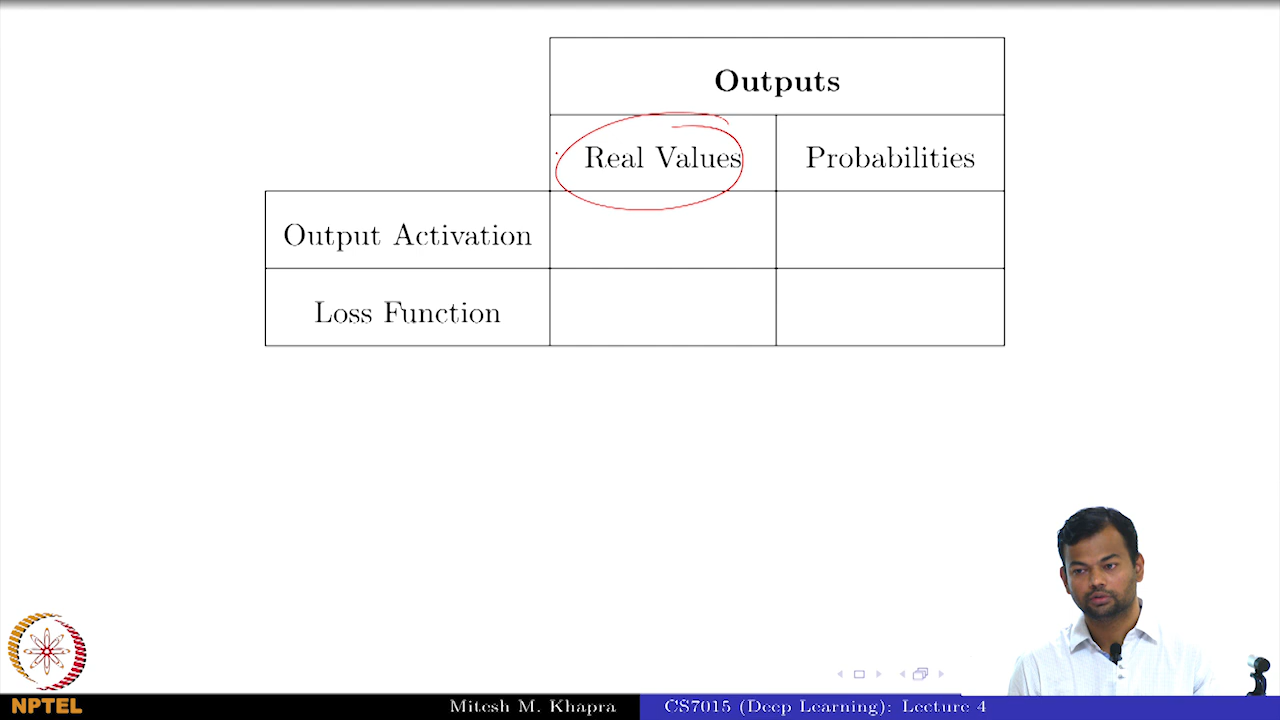 Outputs
Real Values Probabilities
Output Activation
Loss Function
NPTEL Mitesh M. Khapra CS7015 (Deep Learning): Lecture 4